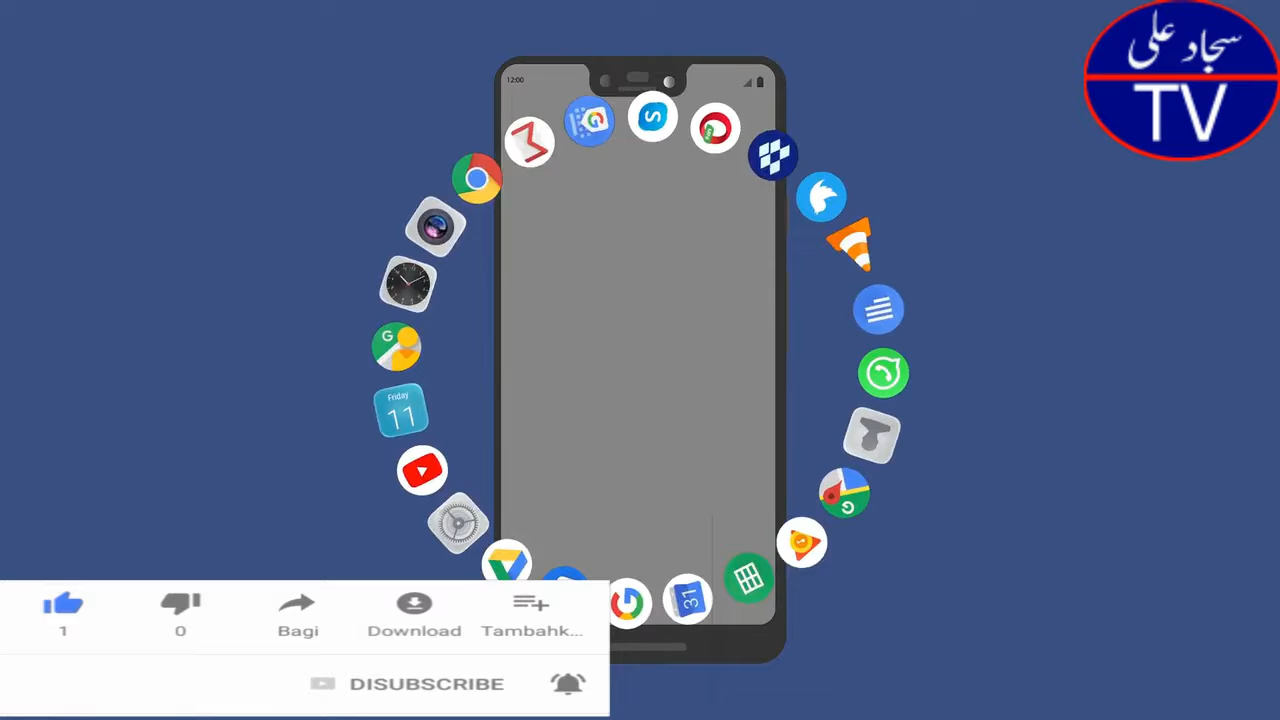 سجاد علی
TV
12:00
Friday
11
31
1
0
Bagi
Download
Tambahk...
DISUBSCRIBE